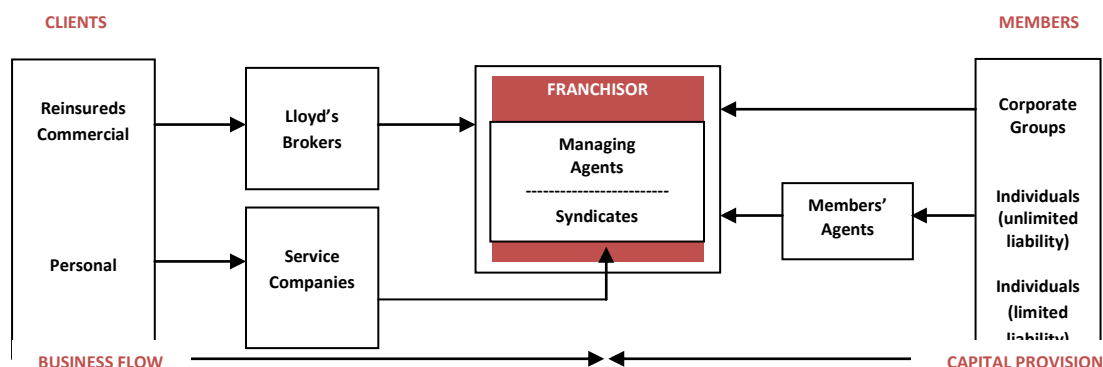 CLIENTS
MEMBERS
Reinsureds
Commercial
Personal
Lloyd's
Brokers
Service
Companies
FRANCHISOR
Managing
Agents
--------------------------
Syndicates
Members'
Agents
Corporate
Groups
Individuals
(unlimited
liability)
Individuals
(limited
liability)
BUSINESS FLOW
CAPITAL PROVISION